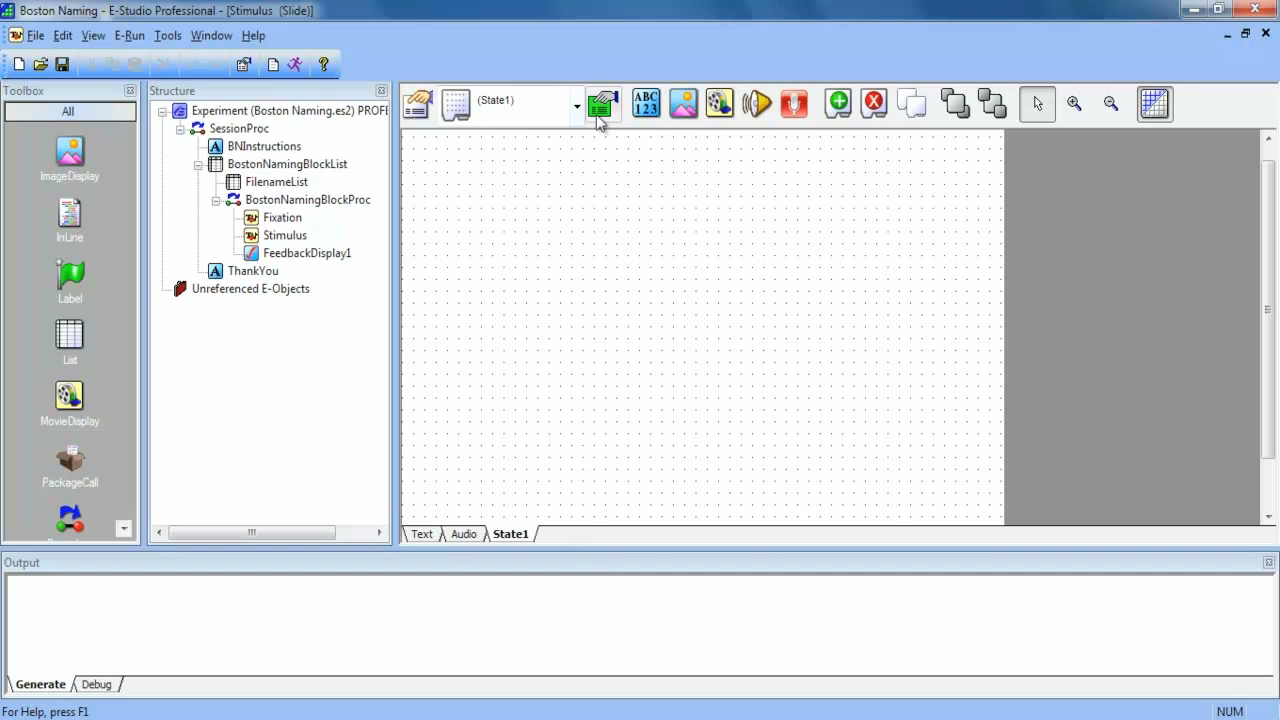 Boston Naming - E-Studio Professional - [Stimulus (Slide)]
File Edit View E-Run Tools Window Help
Toolbox
All
ImageDisplay
InLine
Label
List
MovieDisplay
PackageCall
Structure
Experiment (Boston Naming.es2) PROFE
SessionProc
BNInstructions
BostonNamingBlockList
FilenameList
BostonNamingBlockProc
Fixation
Stimulus
FeedbackDisplay1
ThankYou
Unreferenced E-Objects
(State1)
ABC
123
Text Audio State1
Output
Generate Debug
For Help, press F1
NUM